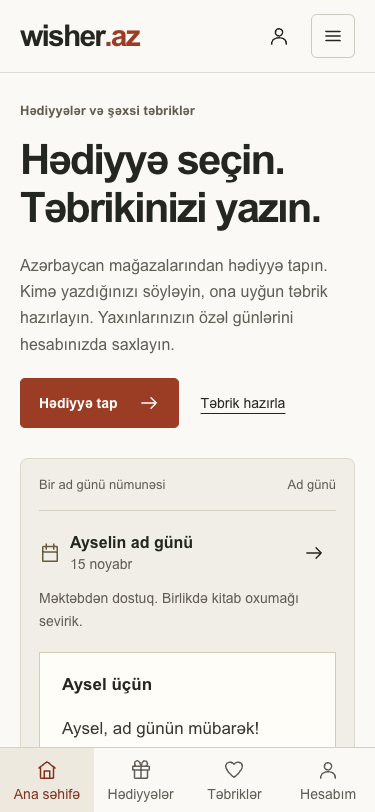 wisher.az
Hədiyyələr və şəxsi təbriklər
Hədiyyə seçin.
Təbrikinizi yazın.
Azərbaycan mağazalarından hədiyyə tapın.
Kimə yazdığınızı söyləyin, ona uyğun təbrik
hazırlayın. Yaxınlarınızın özəl günlərini
hesabınızda saxlayın.
Hədiyyə tap
Təbrik hazırla
Bir ad günü nümunəsi
Ad günü
Ayselin ad günü
15 noyabr
Məktəbdən dostuq. Birlikdə kitab oxumağı
sevirik.
Aysel üçün
Aysel, ad günün mübarək!
Ana səhifə
Hədiyyələr
Təbriklər
Hesabım